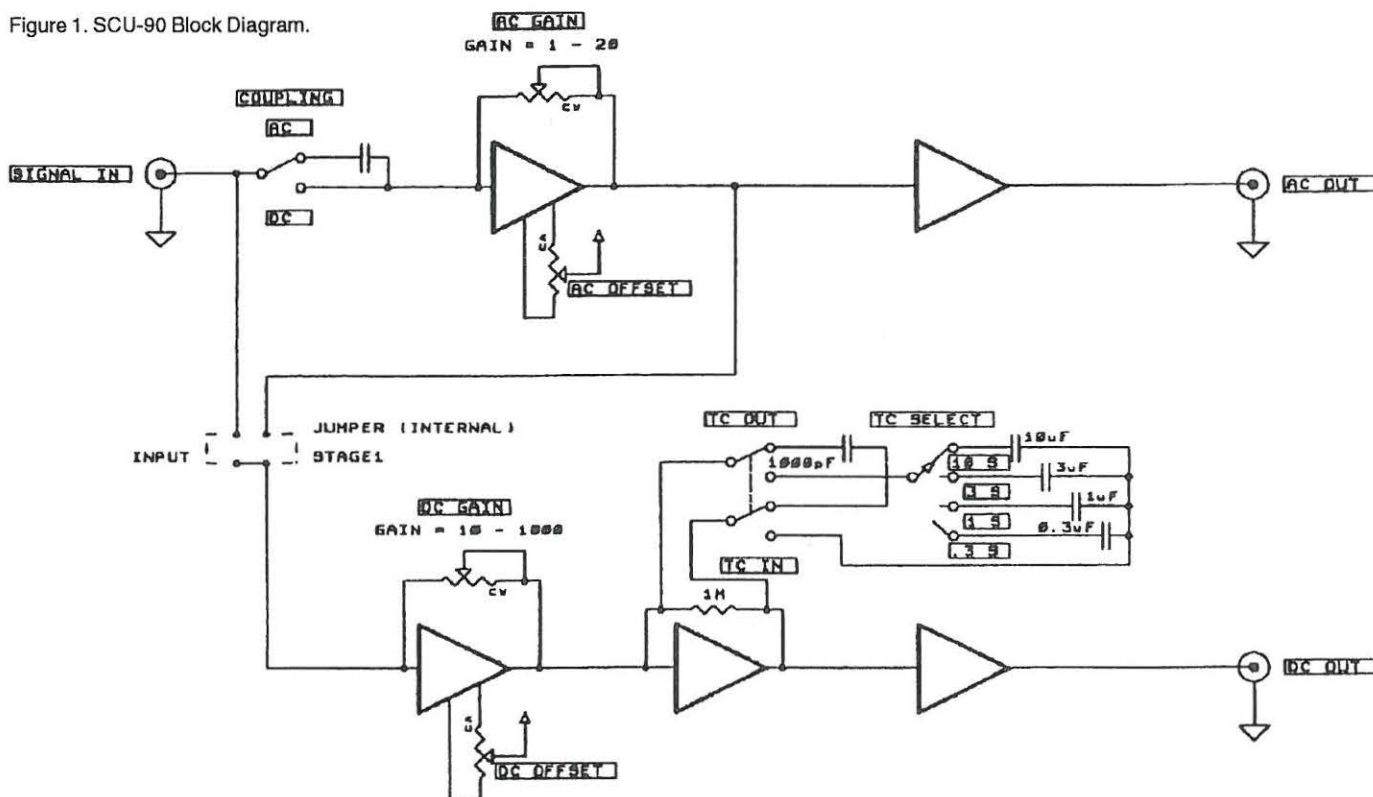 Figure 1. SCU-90 Block Diagram.
AC GAIN
GAIN = 1 - 20
CW
COUPLING
AC
SIGNAL IN
DC
AC OUT
CW
AC OFFSET
JUMPER (INTERNAL)
INPUT
STAGE1
TC OUT
TC SELECT
1000pF
10uF
10 S
3uF
3 S
1uF
1 S
0.3uF
.3 S
TC IN
DC GAIN
GAIN = 10 - 1000
CW
1M
DC OUT
CW
DC OFFSET